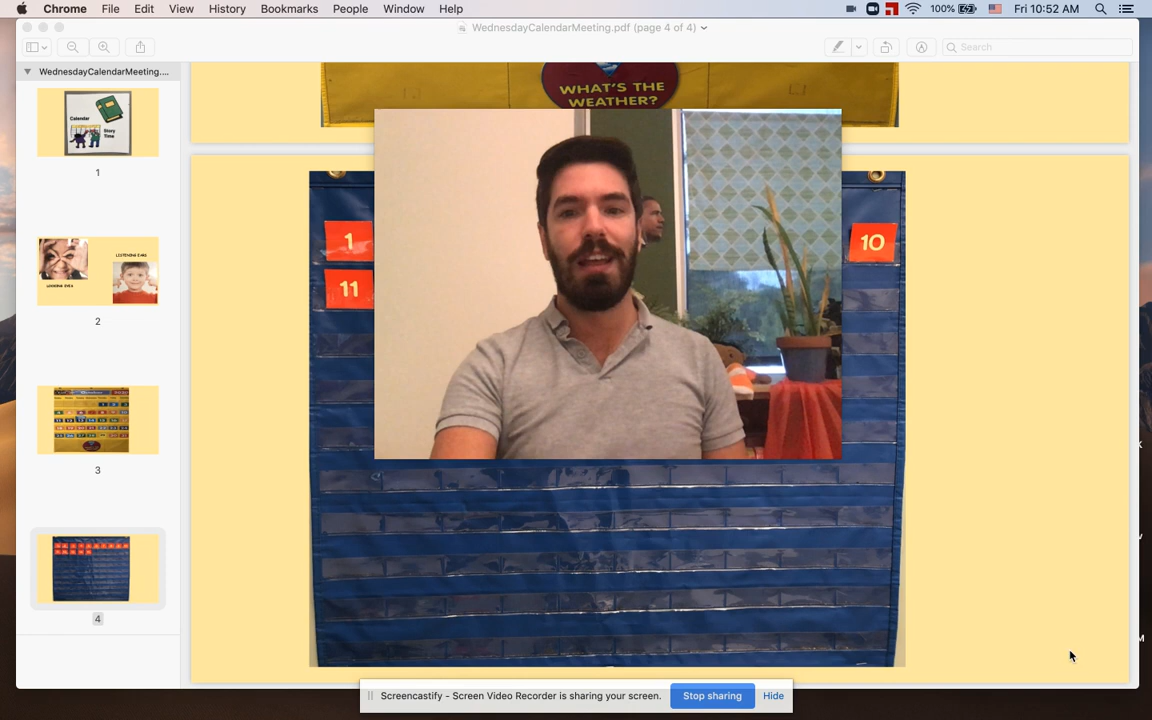 Chrome File Edit View History Bookmarks People Window Help 100% Fri 10:52 AM
WednesdayCalendarMeeting.pdf (page 4 of 4)
Search
WednesdayCalendarMeeting....
Calendar
Story
Time
1
LISTENING EARS
LOOKING EYES
2
3
4
WHAT'S THE
WEATHER?
1 10
11
Screencastify - Screen Video Recorder is sharing your screen. Stop sharing Hide